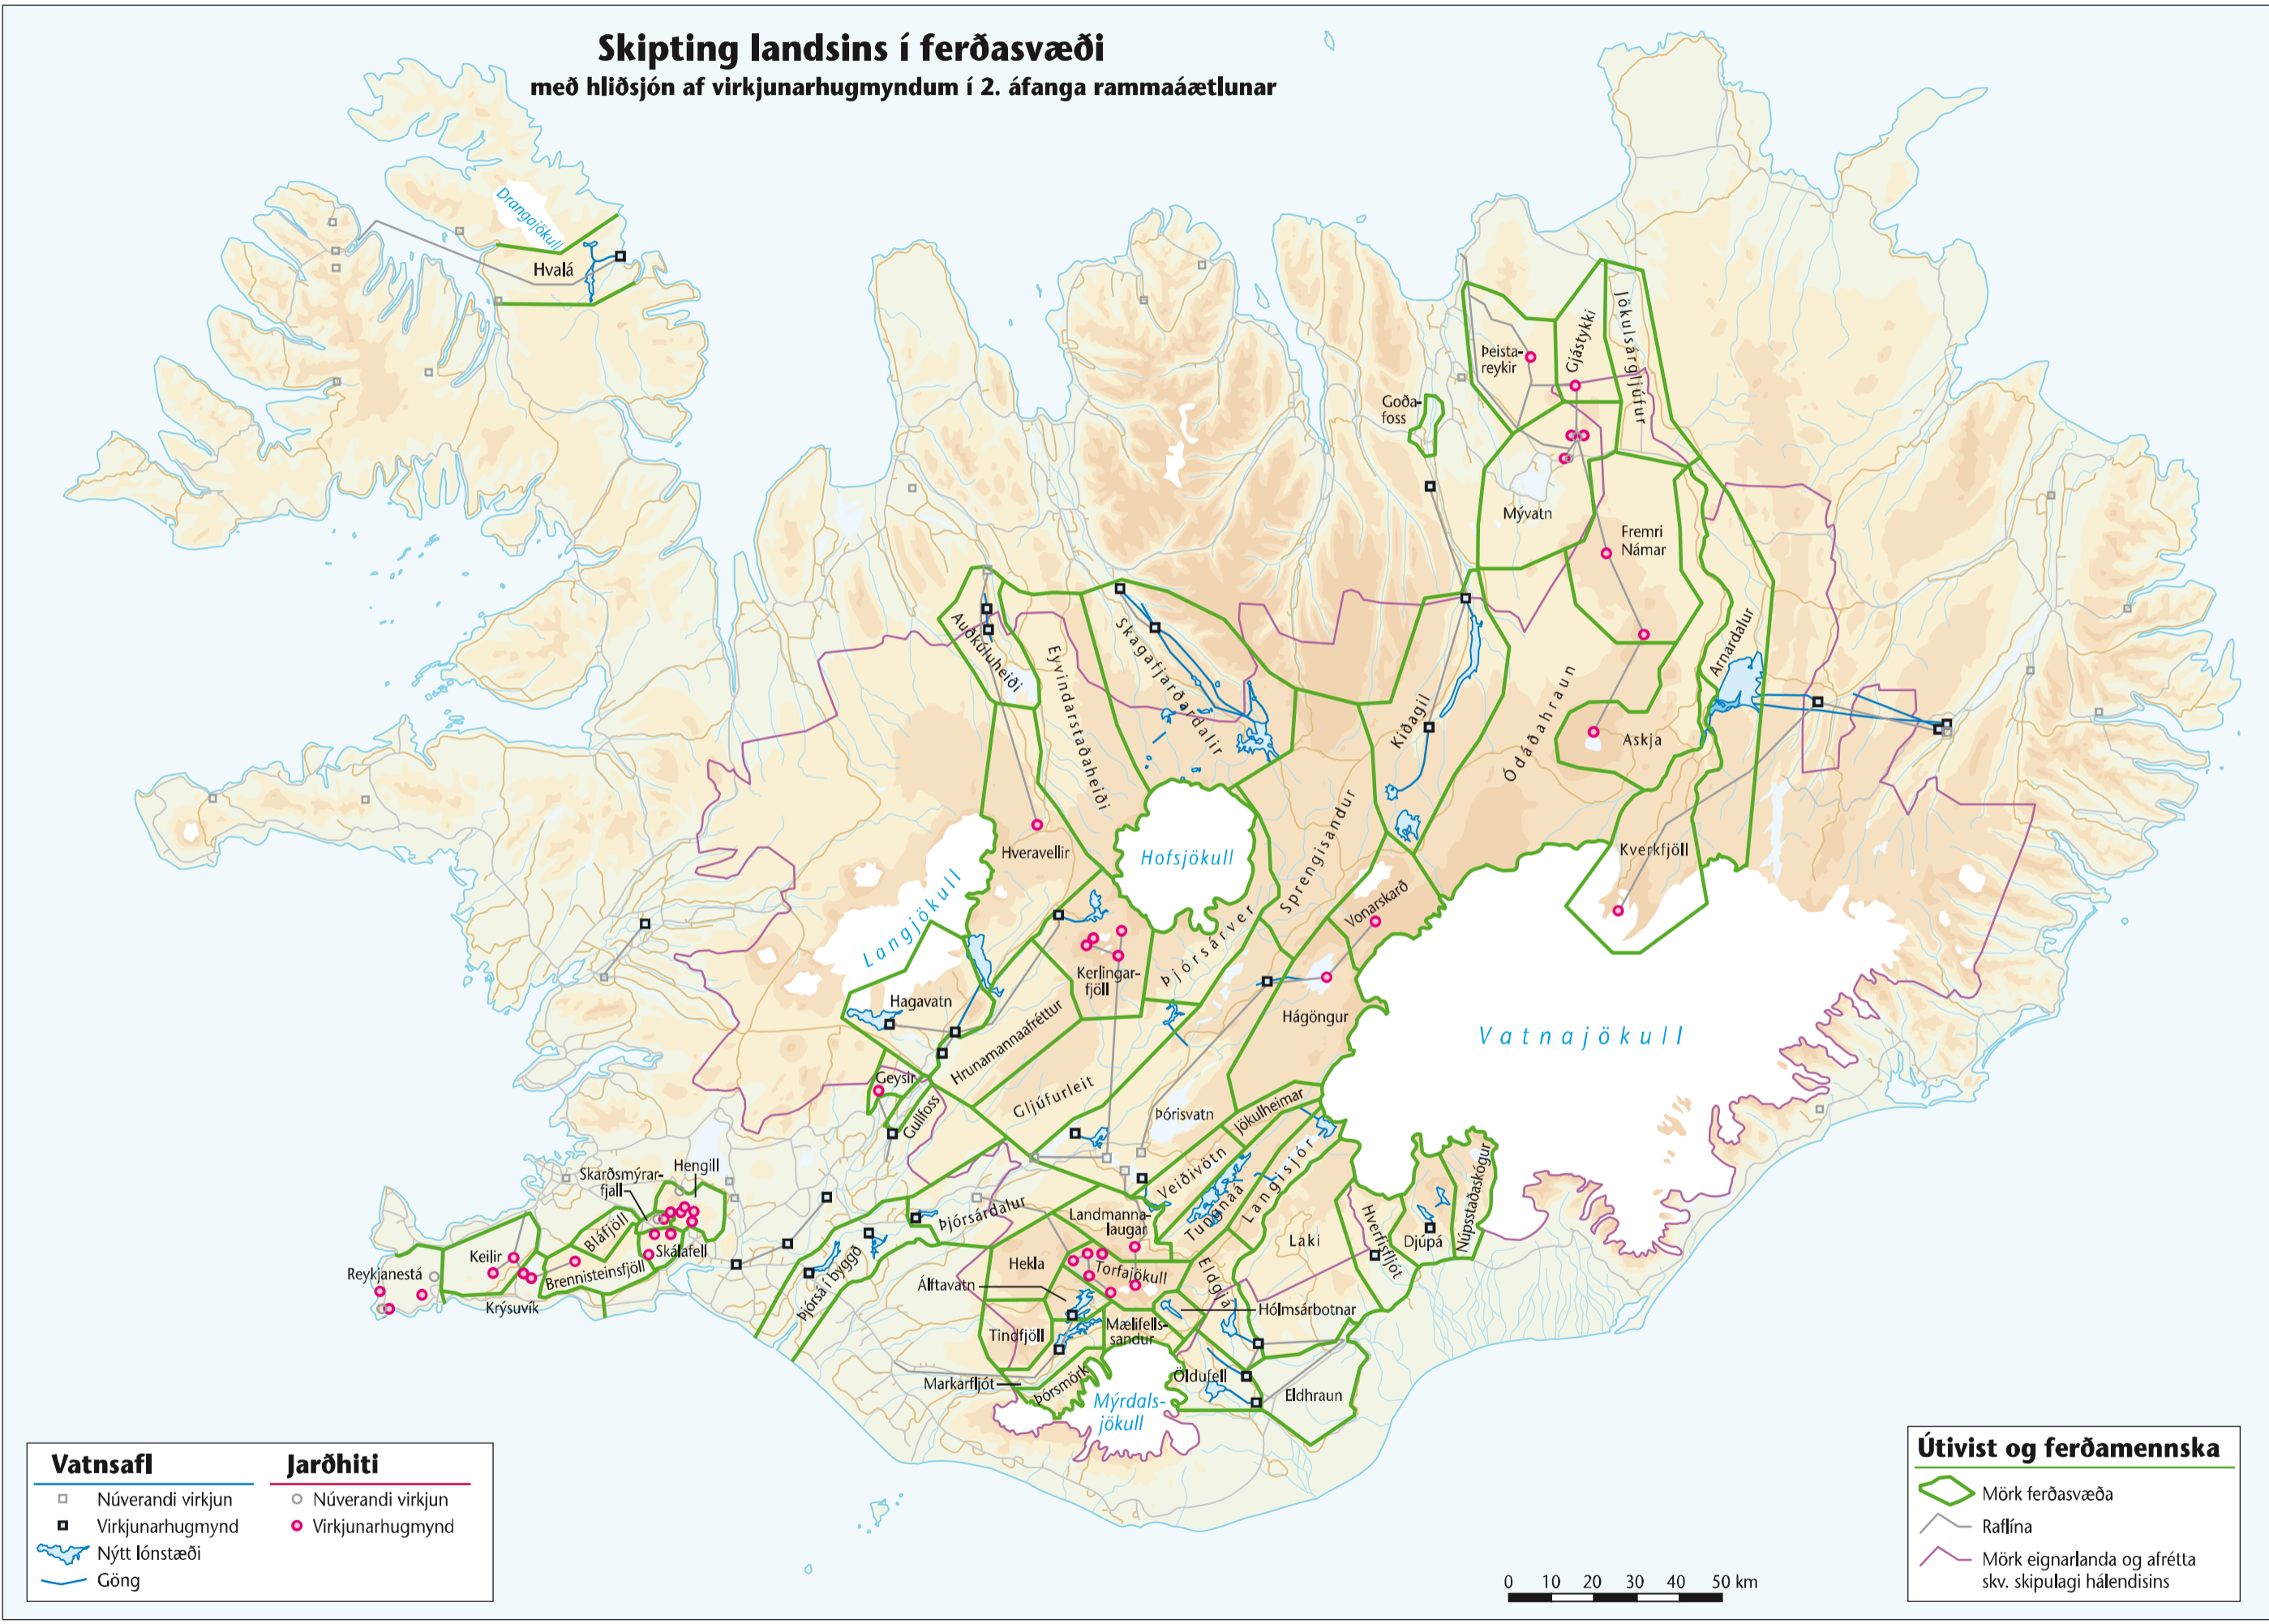 Skipting landsins í ferðasvæði
með hliðsjón af virkjunarhugmyndum í 2. áfanga rammaáætlunar
Drangajökull
Hvalá
Þeista-
reykir
Gjástykki
Jökulsárgljúfur
Goða-
foss
Mývatn
Fremri
Námar
Auðkúluheiði
Eyvindarstaðaheiði
Skagafjarðardalir
Kiðagil
Ódáðahraun
Arnardalur
Askja
Hveravellir
Hofsjökull
Sprengisandur
Kverkfjöll
Langjökull
Vonarskarð
Þjórsárver
Kerlingar-
fjöll
Hagavatn
Hágöngur
Vatnajökull
Hrunamannaafréttur
Geysir
Gljúfurleit
Gullfoss
Þórisvatn
Jökulheimar
Veiðivötn
Tungnaá
Langisjór
Núpsstaðaskógur
Skarðsmýrar-
fjall
Hengill
Þjórsárdalur
Landmanna-
laugar
Hverfisfljót
Djúpá
Laki
Bláfjöll
Skálafell
Keilir
Reykjanestá
Brennisteinsfjöll
Krýsuvík
Þjórsá í byggð
Hekla
Torfajökull
Eldgjá
Álftavatn
Hólmsárbotnar
Tindfjöll
Mælifells-
sandur
Markarfljót
Þórsmörk
Öldufell
Eldhraun
Mýrdals-
jökull
Vatnsafl
Núverandi virkjun
Virkjunarhugmynd
Nýtt lónstæði
Göng
Jarðhiti
Núverandi virkjun
Virkjunarhugmynd
0 10 20 30 40 50 km
Útivist og ferðamennska
Mörk ferðasvæða
Raflína
Mörk eignarlanda og afrétta
skv. skipulagi hálendisins